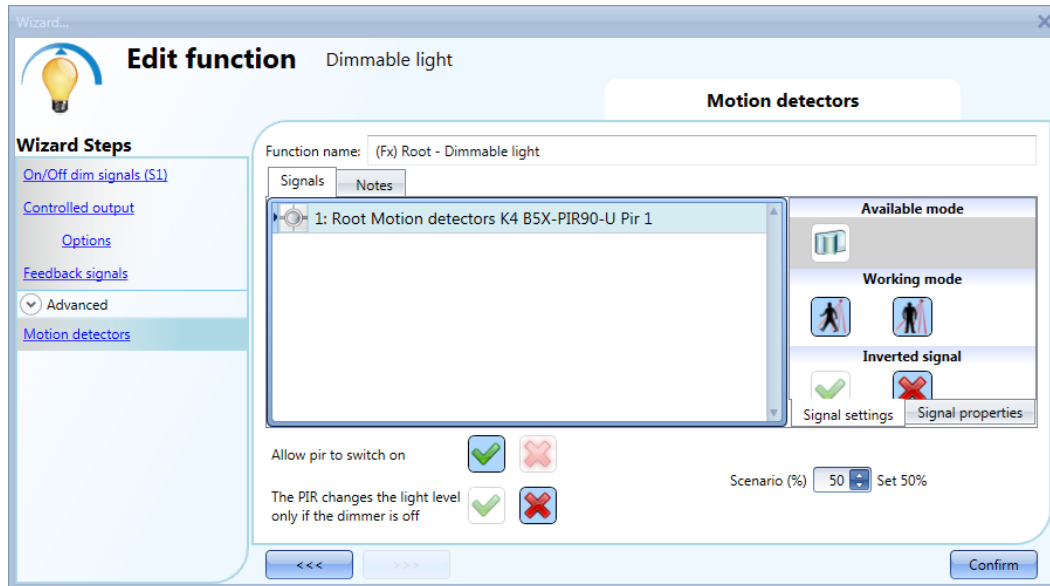 Wizard...
Edit function Dimmable light
Motion detectors
Wizard Steps
On/Off dim signals (S1)
Controlled output
Options
Feedback signals
Advanced
Motion detectors
Function name: (Fx) Root - Dimmable light
Signals Notes
1: Root Motion detectors K4 B5X-PIR90-U Pir 1
Available mode
Working mode
Inverted signal
Signal settings Signal properties
Allow pir to switch on
The PIR changes the light level
only if the dimmer is off
Scenario (%) 50 Set 50%
<<< >>> Confirm